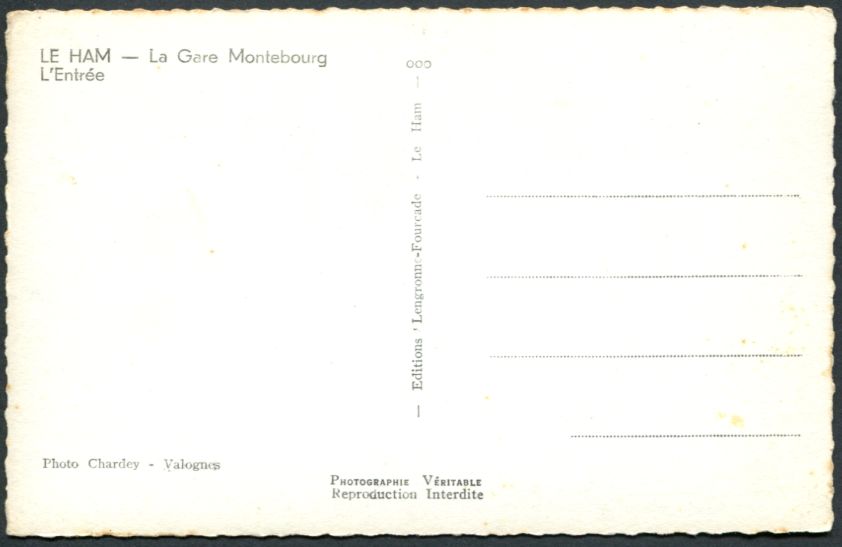 LE HAM — La Gare Montebourg
L'Entrée
ooo
— Editions ' Lengronne-Fourcade - Le Ham —
Photo Chardey - Valognes
PHOTOGRAPHIE VÉRITABLE
Reproduction Interdite